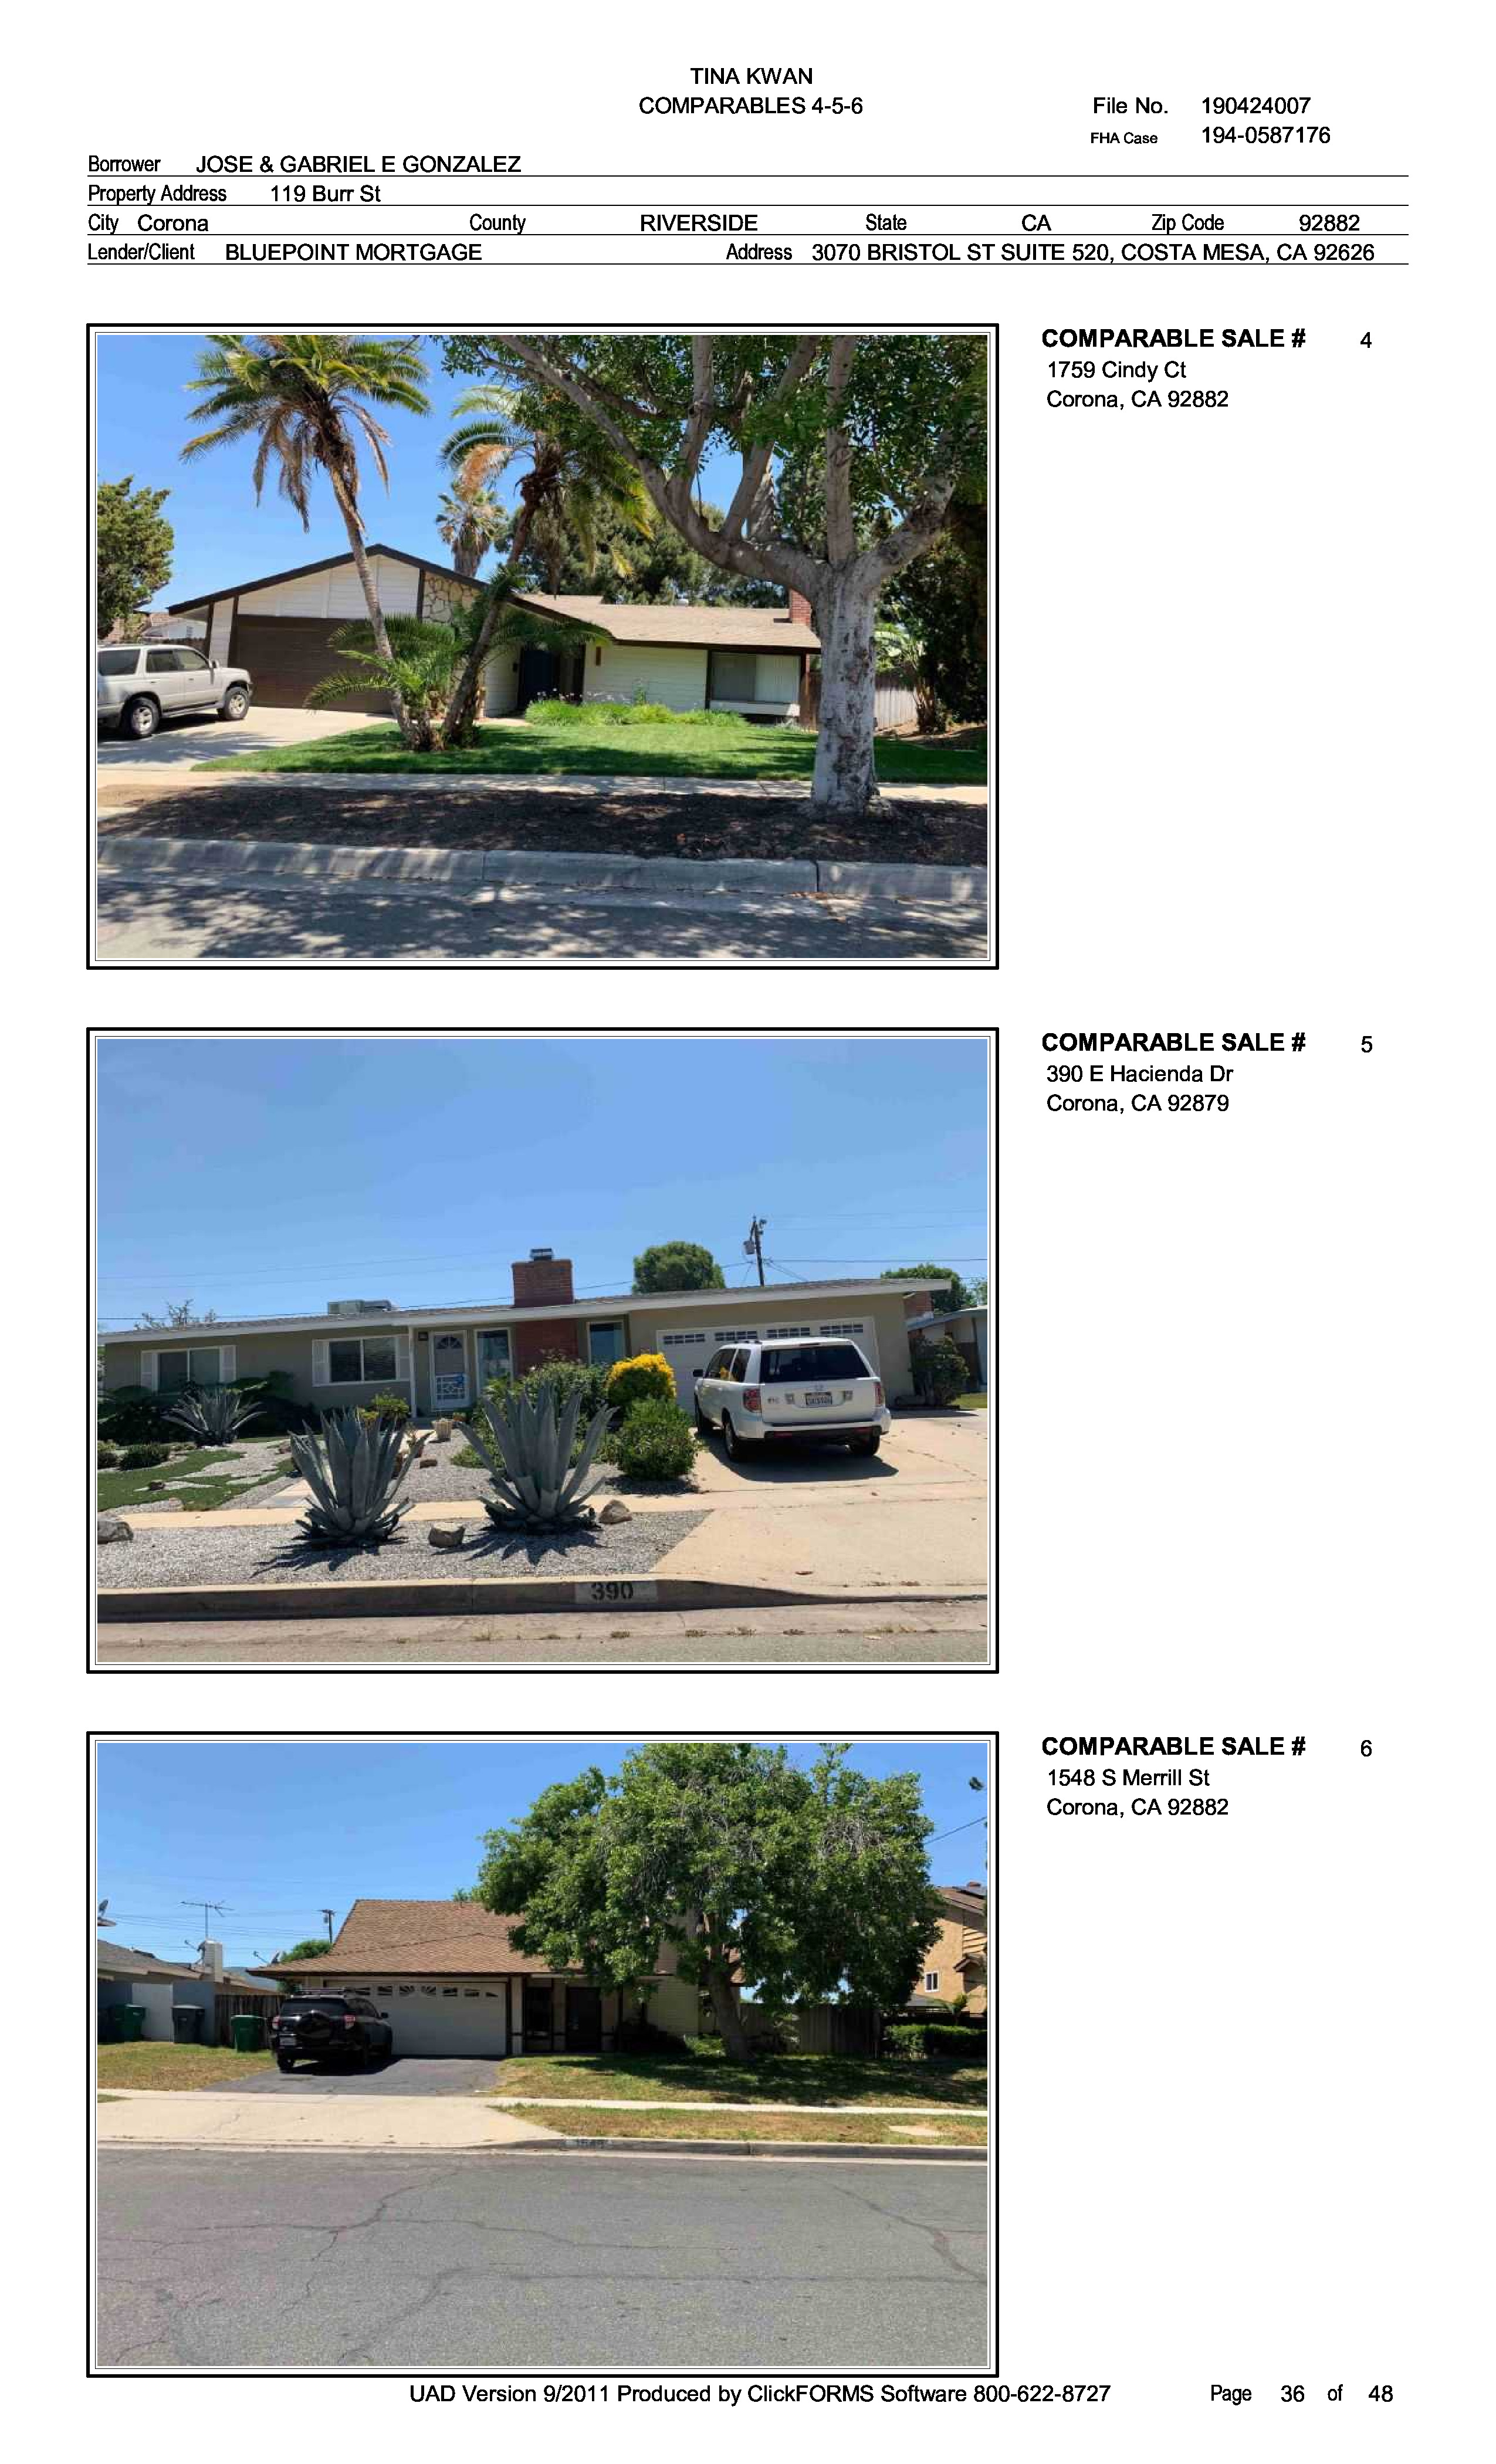 TINA KWAN
COMPARABLES 4-5-6 File No. 190424007
FHA Case 194-0587176
Borrower JOSE & GABRIEL E GONZALEZ
Property Address 119 Burr St
City Corona County RIVERSIDE State CA Zip Code 92882
Lender/Client BLUEPOINT MORTGAGE Address 3070 BRISTOL ST SUITE 520, COSTA MESA, CA 92626
COMPARABLE SALE # 4
1759 Cindy Ct
Corona, CA 92882
COMPARABLE SALE # 5
390 E Hacienda Dr
Corona, CA 92879
390
COMPARABLE SALE # 6
1548 S Merrill St
Corona, CA 92882
UAD Version 9/2011 Produced by ClickFORMS Software 800-622-8727 Page 36 of 48